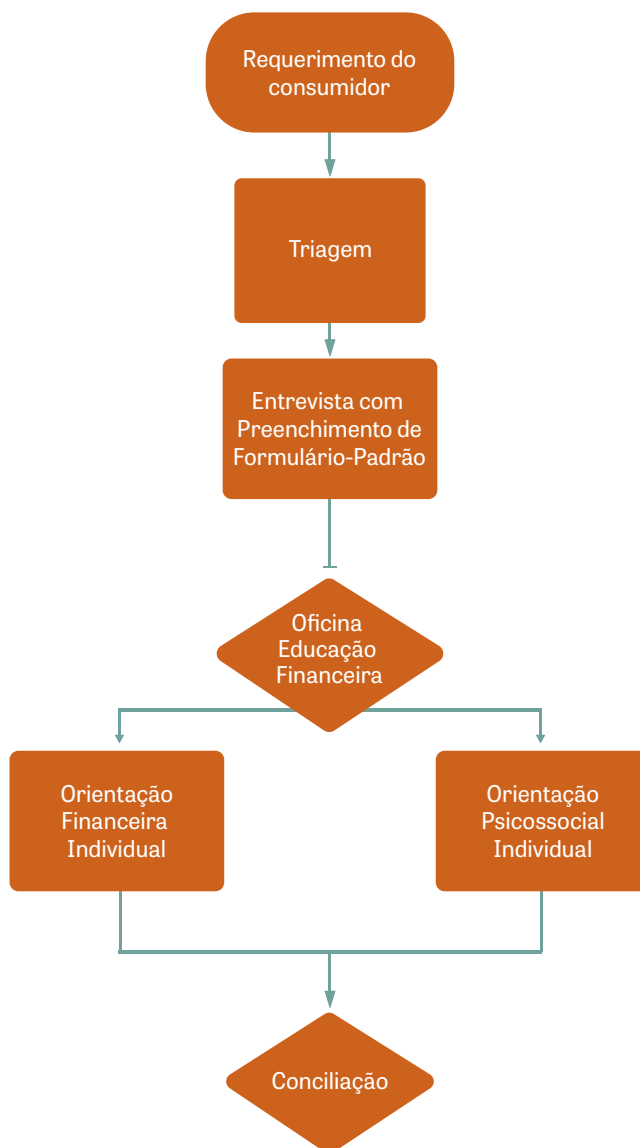 Requerimento do
consumidor
Triagem
Entrevista com
Preenchimento de
Formulário-Padrão
Oficina
Educação
Financeira
Orientação
Financeira
Individual
Orientação
Psicossocial
Individual
Conciliação